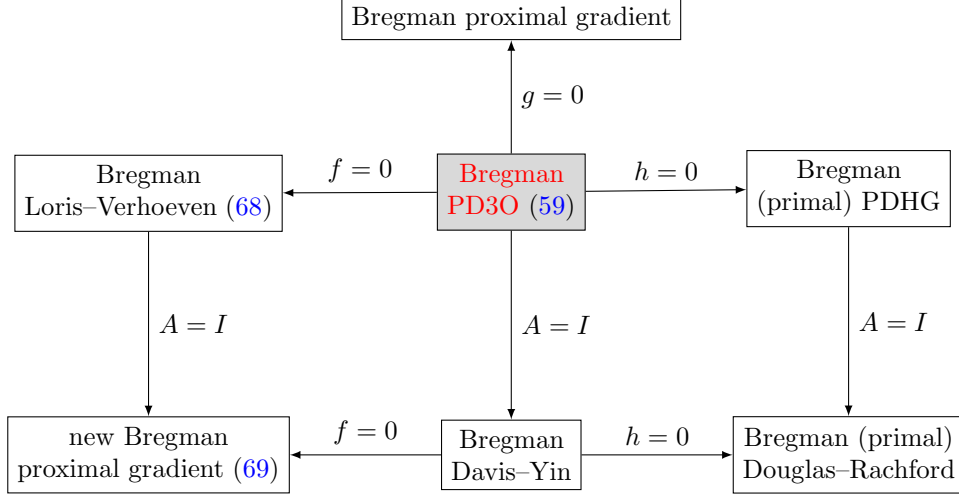 Bregman proximal gradient
g = 0
Bregman
Loris–Verhoeven (68)
f = 0
Bregman
PD3O (59)
h = 0
Bregman
(primal) PDHG
A = I
A = I
A = I
new Bregman
proximal gradient (69)
f = 0
Bregman
Davis–Yin
h = 0
Bregman (primal)
Douglas–Rachford